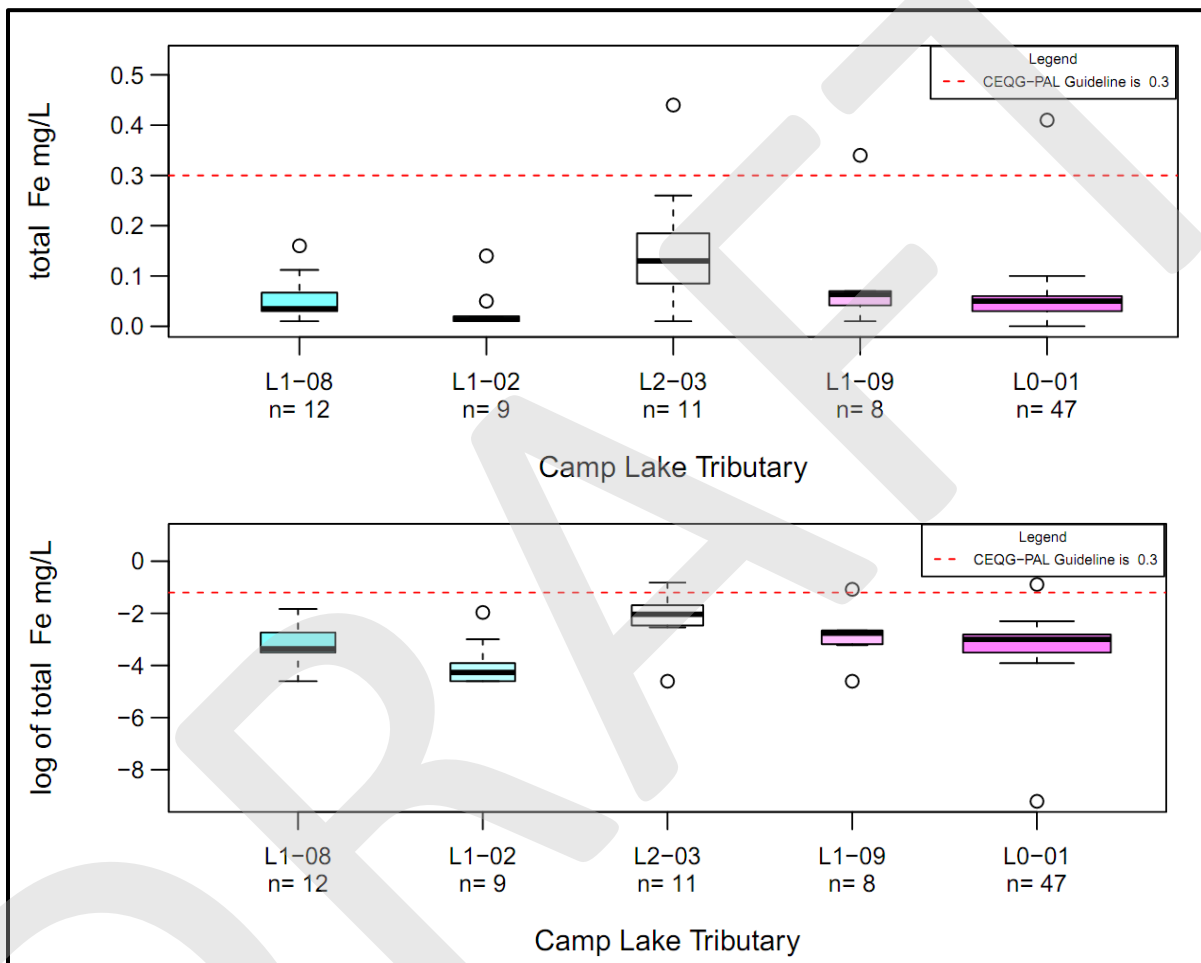 Legend
CEQG−PAL Guideline is 0.3
total Fe mg/L
0.5
0.4
0.3
0.2
0.1
0.0
L1−08 L1−02 L2−03 L1−09 L0−01
n= 12 n= 9 n= 11 n= 8 n= 47
Camp Lake Tributary
Legend
CEQG−PAL Guideline is 0.3
log of total Fe mg/L
0
−2
−4
−6
−8
L1−08 L1−02 L2−03 L1−09 L0−01
n= 12 n= 9 n= 11 n= 8 n= 47
Camp Lake Tributary
DRAFT